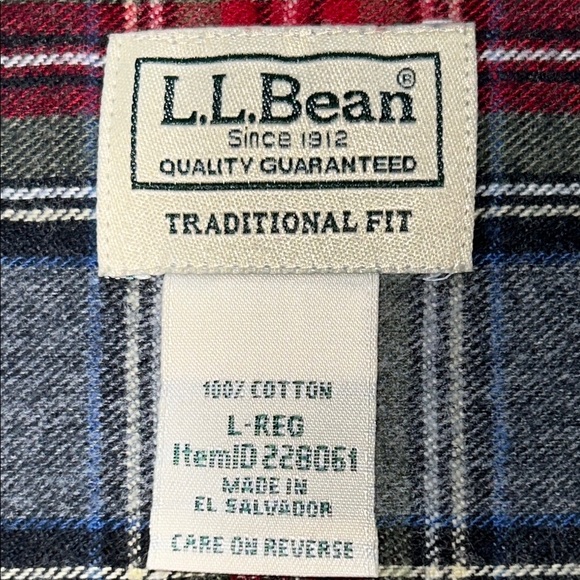 L.L.Bean®
Since 1912
QUALITY GUARANTEED
TRADITIONAL FIT
100% COTTON
L-REG
ItemID 228061
MADE IN
EL SALVADOR
CARE ON REVERSE